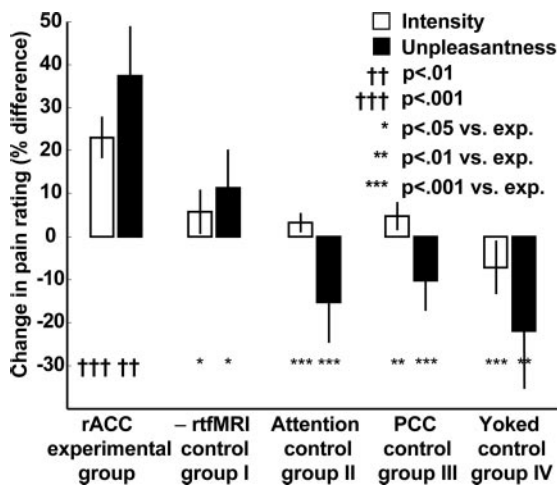 50
40
30
20
10
0
-10
-20
-30
Change in pain rating (% difference)
Intensity
Unpleasantness
†† p<.01
††† p<.001
* p<.05 vs. exp.
** p<.01 vs. exp.
*** p<.001 vs. exp.
††† †† * * *** *** ** *** *** **
rACC
experimental
group
– rtfMRI
control
group I
Attention
control
group II
PCC
control
group III
Yoked
control
group IV